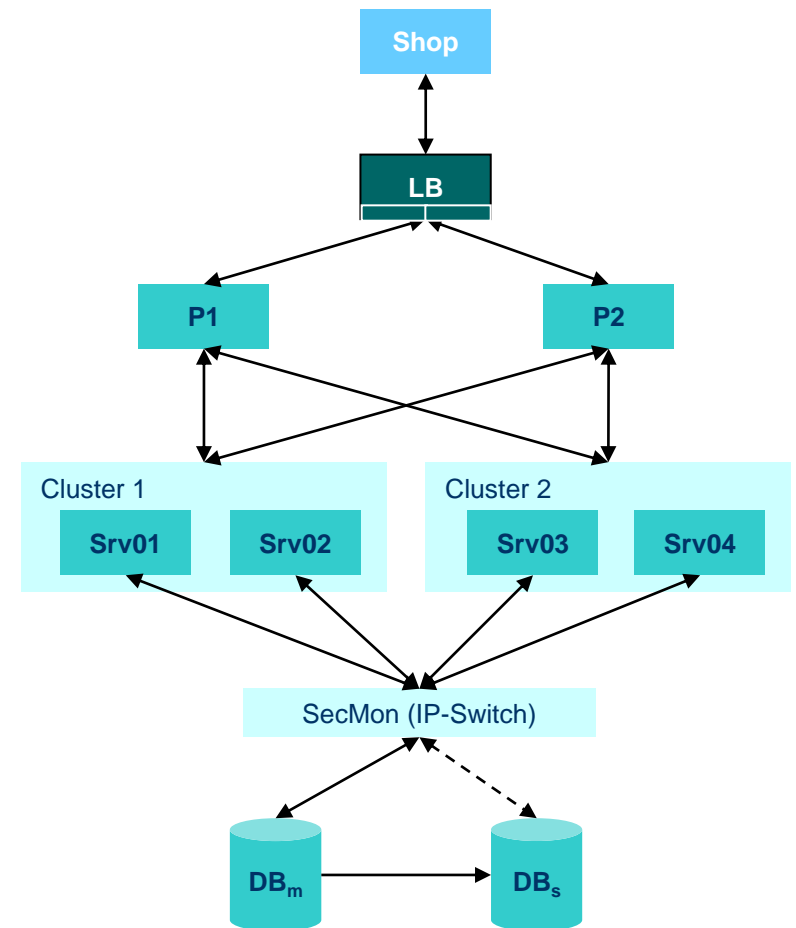 Shop
LB
P1
P2
Cluster 1
Cluster 2
Srv01
Srv02
Srv03
Srv04
SecMon (IP-Switch)
DBm
DBs